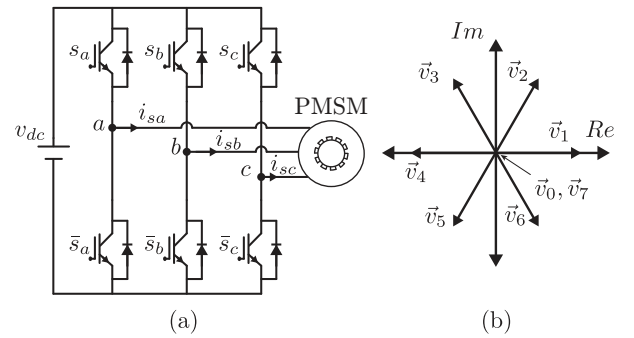 s_a
s_b
s_c
Im
v⃗_3
v⃗_2
PMSM
v_dc
a
i_sa
b
i_sb
c
i_sc
v⃗_1
Re
v⃗_4
v⃗_0, v⃗_7
v⃗_5
v⃗_6
s̄_a
s̄_b
s̄_c
(a)
(b)